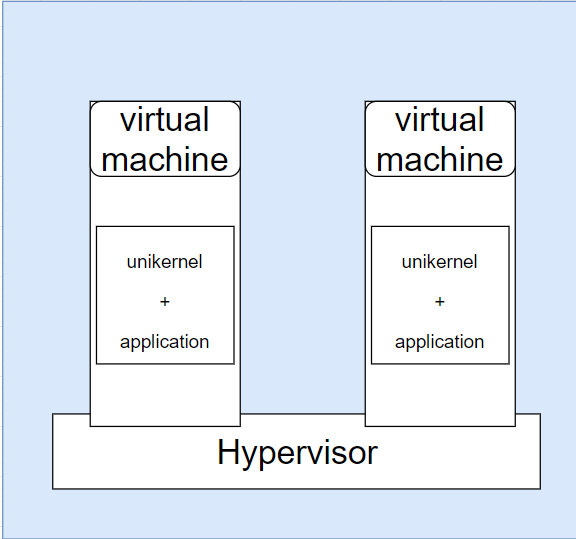 virtual
machine
unikernel
+
application
virtual
machine
unikernel
+
application
Hypervisor